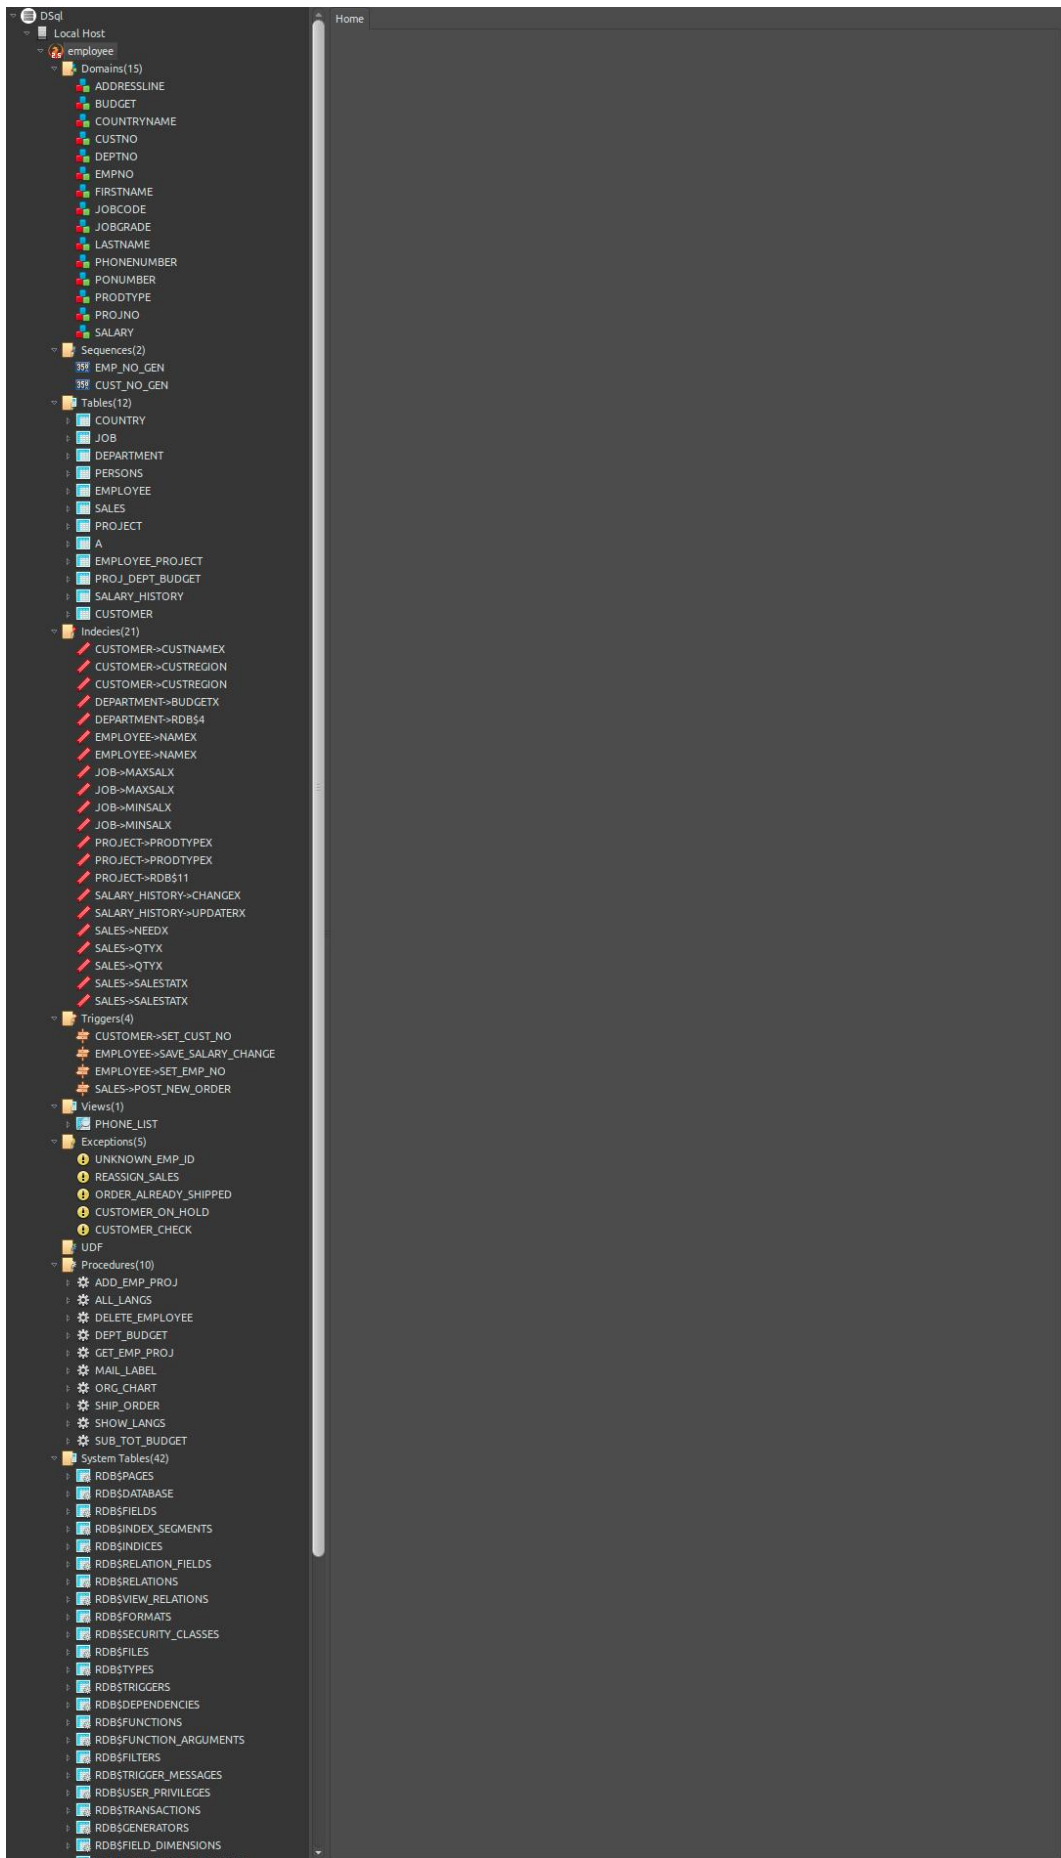 DSql
Home
Local Host
employee
Domains(15)
ADDRESSLINE
BUDGET
COUNTRYNAME
CUSTNO
DEPTNO
EMPNO
FIRSTNAME
JOBCODE
JOBGRADE
LASTNAME
PHONENUMBER
PONUMBER
PRODTYPE
PROJNO
SALARY
Sequences(2)
EMP_NO_GEN
CUST_NO_GEN
Tables(12)
COUNTRY
JOB
DEPARTMENT
PERSONS
EMPLOYEE
SALES
PROJECT
A
EMPLOYEE_PROJECT
PROJ_DEPT_BUDGET
SALARY_HISTORY
CUSTOMER
Indecies(21)
CUSTOMER->CUSTNAMEX
CUSTOMER->CUSTREGION
CUSTOMER->CUSTREGION
DEPARTMENT->BUDGETX
DEPARTMENT->RDB$4
EMPLOYEE->NAMEX
EMPLOYEE->NAMEX
JOB->MAXSALX
JOB->MAXSALX
JOB->MINSALX
JOB->MINSALX
PROJECT->PRODTYPEX
PROJECT->PRODTYPEX
PROJECT->RDB$11
SALARY_HISTORY->CHANGEX
SALARY_HISTORY->UPDATERX
SALES->NEEDX
SALES->QTYX
SALES->QTYX
SALES->SALESTATX
SALES->SALESTATX
Triggers(4)
CUSTOMER->SET_CUST_NO
EMPLOYEE->SAVE_SALARY_CHANGE
EMPLOYEE->SET_EMP_NO
SALES->POST_NEW_ORDER
Views(1)
PHONE_LIST
Exceptions(5)
UNKNOWN_EMP_ID
REASSIGN_SALES
ORDER_ALREADY_SHIPPED
CUSTOMER_ON_HOLD
CUSTOMER_CHECK
UDF
Procedures(10)
ADD_EMP_PROJ
ALL_LANGS
DELETE_EMPLOYEE
DEPT_BUDGET
GET_EMP_PROJ
MAIL_LABEL
ORG_CHART
SHIP_ORDER
SHOW_LANGS
SUB_TOT_BUDGET
System Tables(42)
RDB$PAGES
RDB$DATABASE
RDB$FIELDS
RDB$INDEX_SEGMENTS
RDB$INDICES
RDB$RELATION_FIELDS
RDB$RELATIONS
RDB$VIEW_RELATIONS
RDB$FORMATS
RDB$SECURITY_CLASSES
RDB$FILES
RDB$TYPES
RDB$TRIGGERS
RDB$DEPENDENCIES
RDB$FUNCTIONS
RDB$FUNCTION_ARGUMENTS
RDB$FILTERS
RDB$TRIGGER_MESSAGES
RDB$USER_PRIVILEGES
RDB$TRANSACTIONS
RDB$GENERATORS
RDB$FIELD_DIMENSIONS